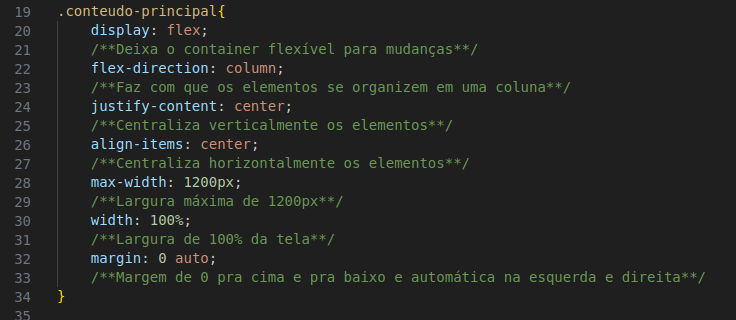 19 .conteudo-principal{
20 display: flex;
21 /**Deixa o container flexível para mudanças**/
22 flex-direction: column;
23 /**Faz com que os elementos se organizem em uma coluna**/
24 justify-content: center;
25 /**Centraliza verticalmente os elementos**/
26 align-items: center;
27 /**Centraliza horizontalmente os elementos**/
28 max-width: 1200px;
29 /**Largura máxima de 1200px**/
30 width: 100%;
31 /**Largura de 100% da tela**/
32 margin: 0 auto;
33 /**Margem de 0 pra cima e pra baixo e automática na esquerda e direita**/
34 }
35